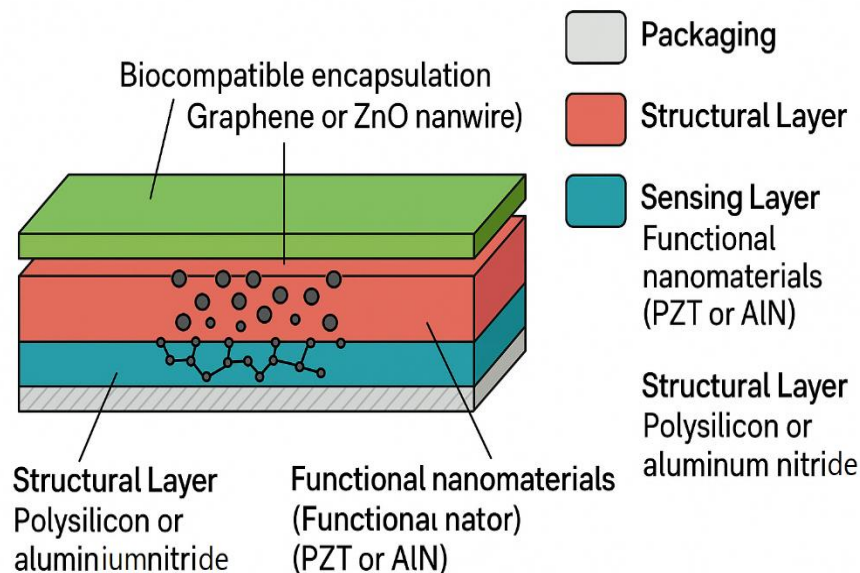 Biocompatible encapsulation
Graphene or ZnO nanwire)
Packaging
Structural Layer
Sensing Layer
Functional
nanomaterials
(PZT or AlN)
Structural Layer
Polysilicon or
aluminum nitride
Structural Layer
Polysilicon or
aluminiumnitride
Functional nanomaterials
(Functionaɩ nator)
(PZT or AlN)